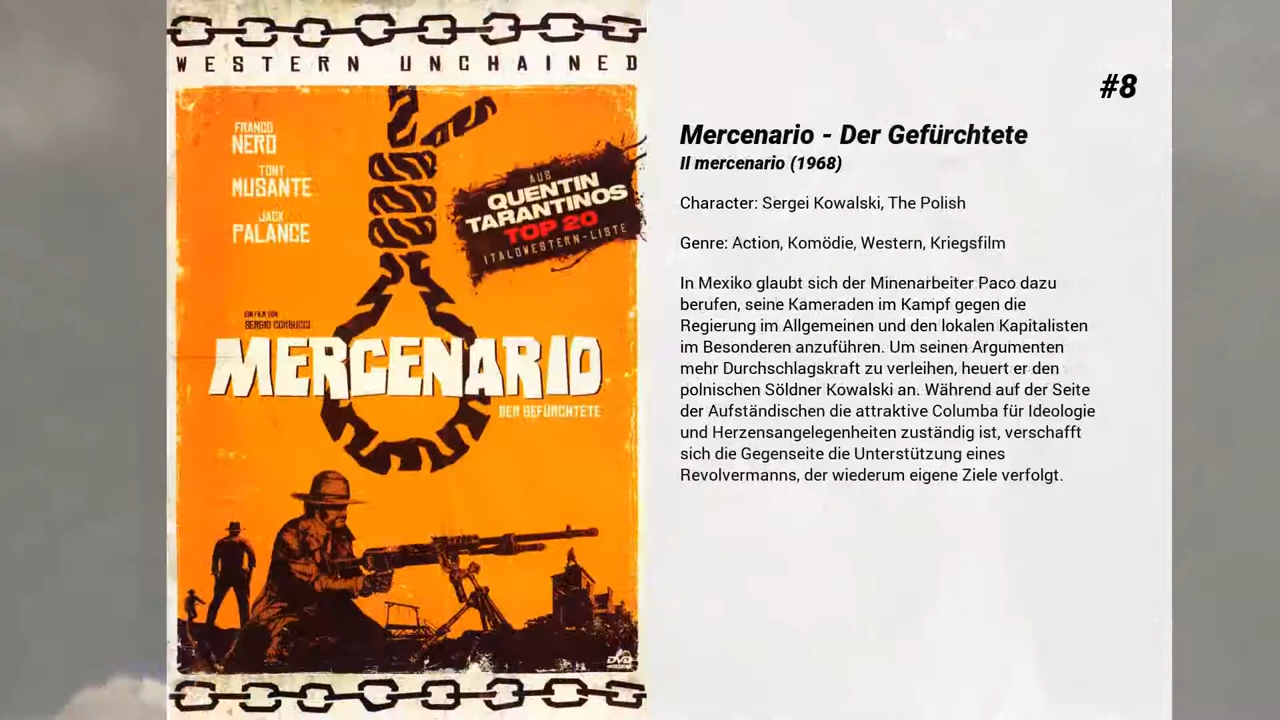 WESTERN UNCHAINED
FRANCO
NERO
TONY
MUSANTE
JACK
PALANCE
AUS
QUENTIN
TARANTINOS
TOP 20
ITALOWESTERN-LISTE
EIN FILM VON
SERGIO CORBUCCI
MERCENARIO
DER GEFÜRCHTETE
DVD
#8
Mercenario - Der Gefürchtete
Il mercenario (1968)
Character: Sergei Kowalski, The Polish
Genre: Action, Komödie, Western, Kriegsfilm
In Mexiko glaubt sich der Minenarbeiter Paco dazu
berufen, seine Kameraden im Kampf gegen die
Regierung im Allgemeinen und den lokalen Kapitalisten
im Besonderen anzuführen. Um seinen Argumenten
mehr Durchschlagskraft zu verleihen, heuert er den
polnischen Söldner Kowalski an. Während auf der Seite
der Aufständischen die attraktive Columba für Ideologie
und Herzensangelegenheiten zuständig ist, verschafft
sich die Gegenseite die Unterstützung eines
Revolvermanns, der wiederum eigene Ziele verfolgt.